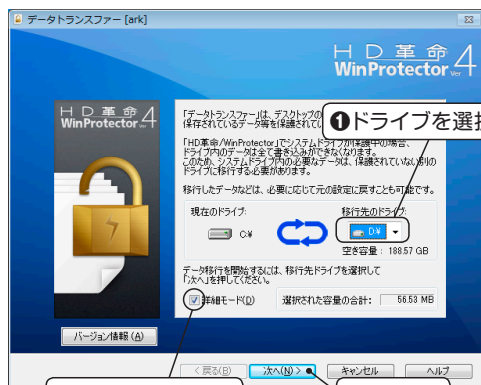 データトランスファー [ark]
HD革命
WinProtector Ver 4
HD革命 4
WinProtector
「データトランスファー」は、デスクトップの
保存されているデータ等を保護されてい
❶ドライブを選択
「HD革命/WinProtector」でシステムドライブが保護中の場合、
ドライブ内のデータは全て書き込みができなくなります。
このため、システムドライブ内の必要なデータは、保護されていない別の
ドライブに移行する必要があります。
移行したデータなどは、必要に応じて元の設定に戻すことも可能です。
現在のドライブ:
移行先のドライブ:
C:¥
D:¥
空き容量: 188.57 GB
データ移行を開始するには、移行先ドライブを選択して
「次へ」を押してください。
詳細モード(D)
選択された容量の合計: 56.53 MB
バージョン情報(A)
< 戻る(B)
次へ(N) >
キャンセル
ヘルプ